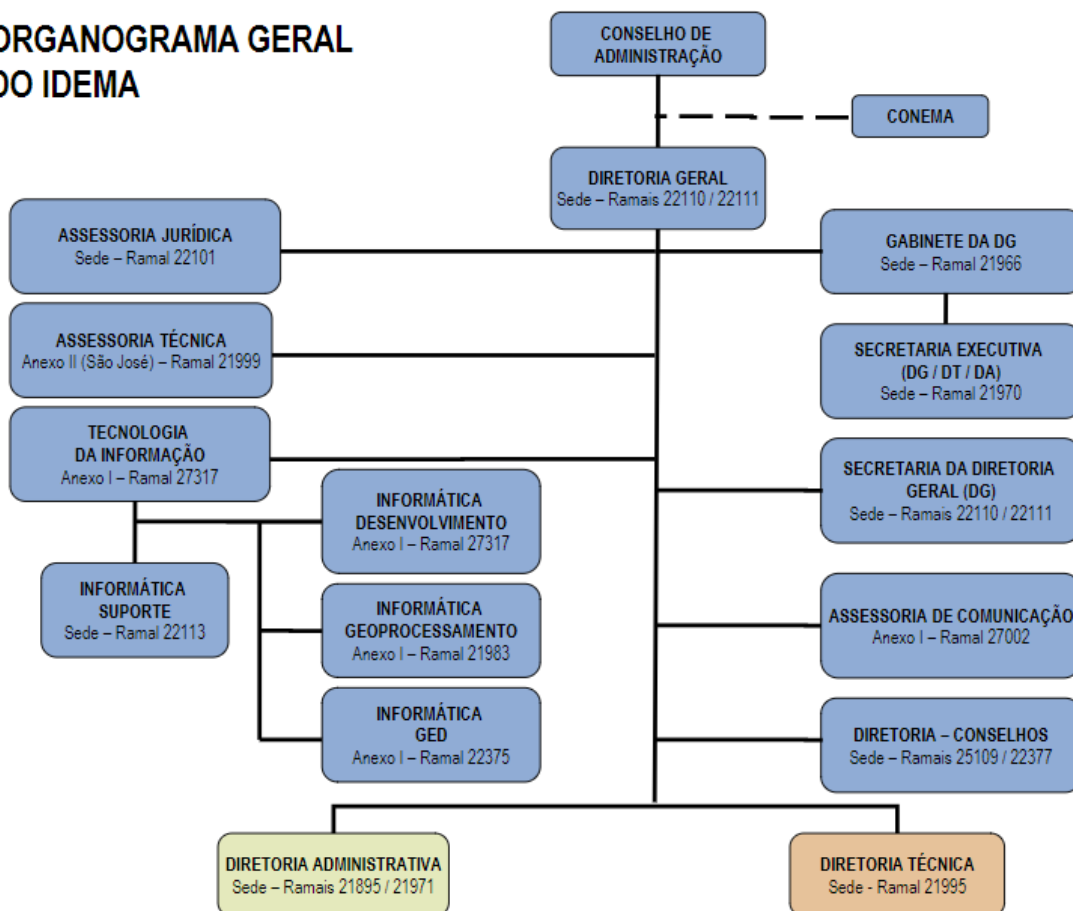 ORGANOGRAMA GERAL
DO IDEMA
CONSELHO DE
ADMINISTRAÇÃO
CONEMA
DIRETORIA GERAL
Sede – Ramais 22110 / 22111
ASSESSORIA JURÍDICA
Sede – Ramal 22101
GABINETE DA DG
Sede – Ramal 21966
ASSESSORIA TÉCNICA
Anexo II (São José) – Ramal 21999
SECRETARIA EXECUTIVA
(DG / DT / DA)
Sede – Ramal 21970
TECNOLOGIA
DA INFORMAÇÃO
Anexo I – Ramal 27317
SECRETARIA DA DIRETORIA
GERAL (DG)
Sede – Ramais 22110 / 22111
INFORMÁTICA
DESENVOLVIMENTO
Anexo I – Ramal 27317
INFORMÁTICA
SUPORTE
Sede – Ramal 22113
INFORMÁTICA
GEOPROCESSAMENTO
Anexo I – Ramal 21983
ASSESSORIA DE COMUNICAÇÃO
Anexo I – Ramal 27002
INFORMÁTICA
GED
Anexo I – Ramal 22375
DIRETORIA – CONSELHOS
Sede – Ramais 25109 / 22377
DIRETORIA ADMINISTRATIVA
Sede – Ramais 21895 / 21971
DIRETORIA TÉCNICA
Sede - Ramal 21995